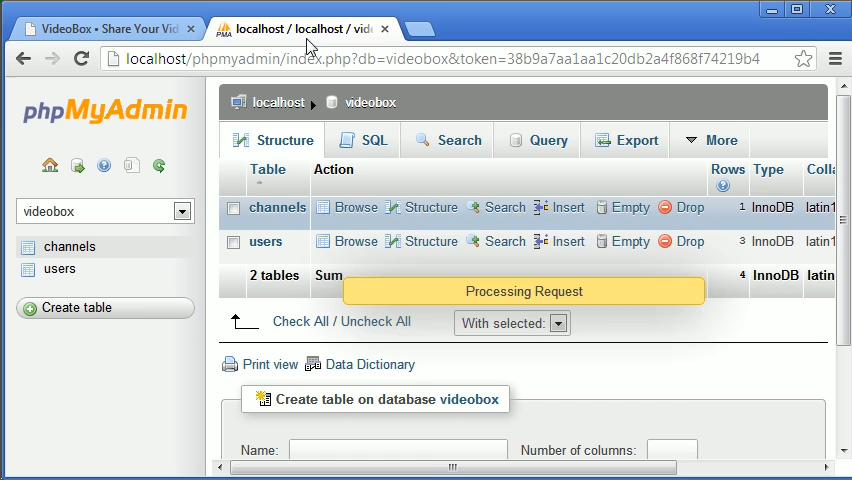 VideoBox • Share Your Vid
PMA localhost / localhost / vide
localhost/phpmyadmin/index.php?db=videobox&token=38b9a7aa1aa1c20db2a4f868f74219b4
phpMyAdmin
videobox
channels
users
Create table
localhost videobox
Structure SQL Search Query Export More
Table Action Rows Type Colla
channels Browse Structure Search Insert Empty Drop 1 InnoDB latin1
users Browse Structure Search Insert Empty Drop 3 InnoDB latin1
2 tables Sum 4 InnoDB latin
Processing Request
Check All / Uncheck All With selected:
Print view Data Dictionary
Create table on database videobox
Name: Number of columns: